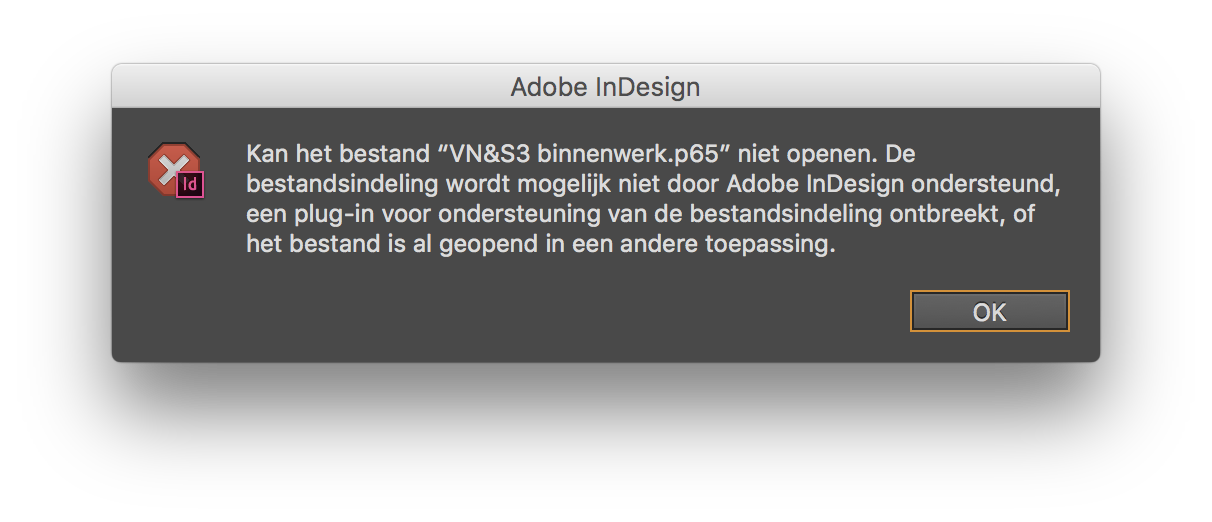 Adobe InDesign
Kan het bestand “VN&S3 binnenwerk.p65” niet openen. De
bestandsindeling wordt mogelijk niet door Adobe InDesign ondersteund,
een plug-in voor ondersteuning van de bestandsindeling ontbreekt, of
het bestand is al geopend in een andere toepassing.
Id
OK